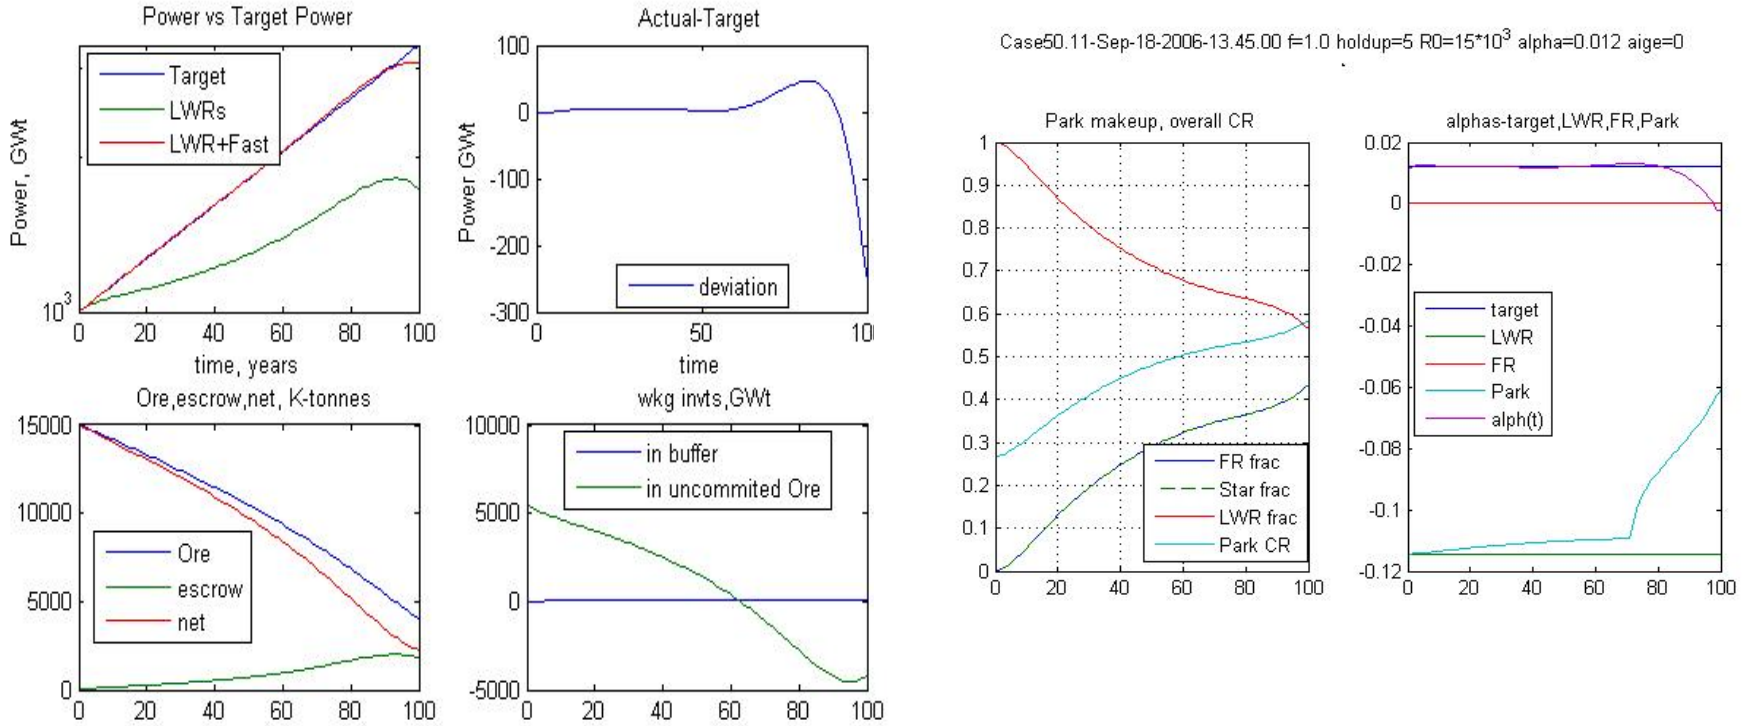 Power vs Target Power
Power, GWt
10^3
Target
LWRs
LWR+Fast
0 20 40 60 80 100
time, years
Actual-Target
Power GWt
100
0
-100
-200
-300
deviation
0 50 10
time
Ore,escrow,net, K-tonnes
15000
10000
5000
0
Ore
escrow
net
0 20 40 60 80 100
wkg invts,GWt
10000
5000
0
-5000
in buffer
in uncommited Ore
0 20 40 60 80 100
Case50.11-Sep-18-2006-13.45.00 f=1.0 holdup=5 R0=15*10^3 alpha=0.012 aige=0
Park makeup, overall CR
1
0.9
0.8
0.7
0.6
0.5
0.4
0.3
0.2
0.1
0
FR frac
Star frac
LWR frac
Park CR
0 20 40 60 80 100
alphas-target,LWR,FR,Park
0.02
0
-0.02
-0.04
-0.06
-0.08
-0.1
-0.12
target
LWR
FR
Park
alph(t)
0 20 40 60 80 100